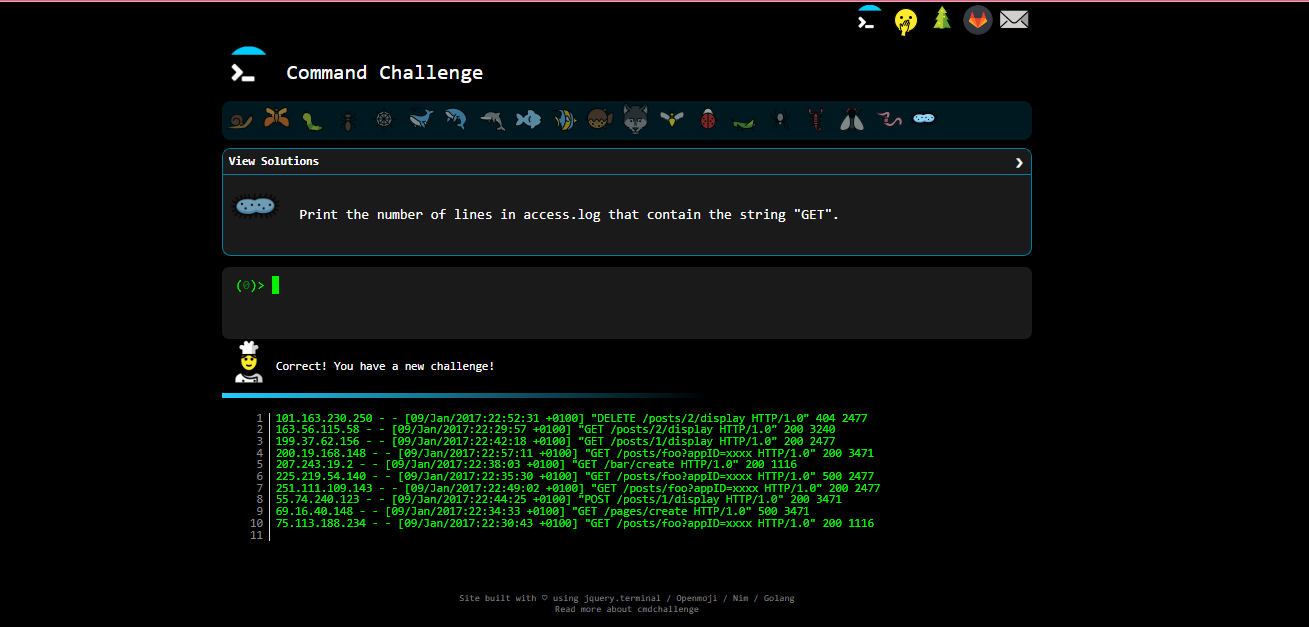 Command Challenge
View Solutions ❯
Print the number of lines in access.log that contain the string "GET".
(0)>
Correct! You have a new challenge!
1 101.163.230.250 - - [09/Jan/2017:22:52:31 +0100] "DELETE /posts/2/display HTTP/1.0" 404 2477
2 163.56.115.58 - - [09/Jan/2017:22:29:57 +0100] "GET /posts/2/display HTTP/1.0" 200 3240
3 199.37.62.156 - - [09/Jan/2017:22:42:18 +0100] "GET /posts/1/display HTTP/1.0" 200 2477
4 200.19.168.148 - - [09/Jan/2017:22:57:11 +0100] "GET /posts/foo?appID=xxxx HTTP/1.0" 200 3471
5 207.243.19.2 - - [09/Jan/2017:22:38:03 +0100] "GET /bar/create HTTP/1.0" 200 1116
6 225.219.54.140 - - [09/Jan/2017:22:35:30 +0100] "GET /posts/foo?appID=xxxx HTTP/1.0" 500 2477
7 251.111.109.143 - - [09/Jan/2017:22:49:02 +0100] "GET /posts/foo?appID=xxxx HTTP/1.0" 200 2477
8 55.74.240.123 - - [09/Jan/2017:22:44:25 +0100] "POST /posts/1/display HTTP/1.0" 200 3471
9 69.16.40.148 - - [09/Jan/2017:22:34:33 +0100] "GET /pages/create HTTP/1.0" 500 3471
10 75.113.188.234 - - [09/Jan/2017:22:30:43 +0100] "GET /posts/foo?appID=xxxx HTTP/1.0" 200 1116
11
Site built with ♡ using jquery.terminal / Openmoji / Nim / Golang
Read more about cmdchallenge